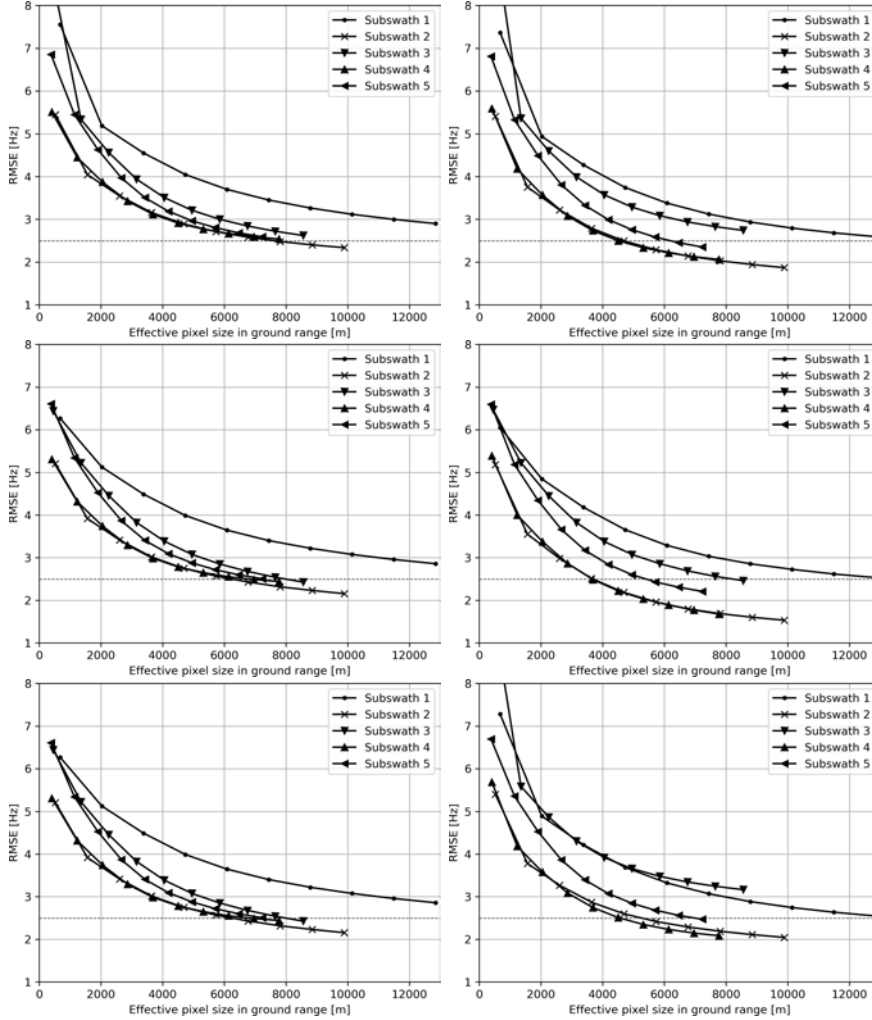 8
7
6
5
4
3
2
1
RMSE [Hz]
Subswath 1
Subswath 2
Subswath 3
Subswath 4
Subswath 5
0 2000 4000 6000 8000 10000 12000
Effective pixel size in ground range [m]
8
7
6
5
4
3
2
1
RMSE [Hz]
Subswath 1
Subswath 2
Subswath 3
Subswath 4
Subswath 5
0 2000 4000 6000 8000 10000 12000
Effective pixel size in ground range [m]
8
7
6
5
4
3
2
1
RMSE [Hz]
Subswath 1
Subswath 2
Subswath 3
Subswath 4
Subswath 5
0 2000 4000 6000 8000 10000 12000
Effective pixel size in ground range [m]
8
7
6
5
4
3
2
1
RMSE [Hz]
Subswath 1
Subswath 2
Subswath 3
Subswath 4
Subswath 5
0 2000 4000 6000 8000 10000 12000
Effective pixel size in ground range [m]
8
7
6
5
4
3
2
1
RMSE [Hz]
Subswath 1
Subswath 2
Subswath 3
Subswath 4
Subswath 5
0 2000 4000 6000 8000 10000 12000
Effective pixel size in ground range [m]
8
7
6
5
4
3
2
1
RMSE [Hz]
Subswath 1
Subswath 2
Subswath 3
Subswath 4
Subswath 5
0 2000 4000 6000 8000 10000 12000
Effective pixel size in ground range [m]